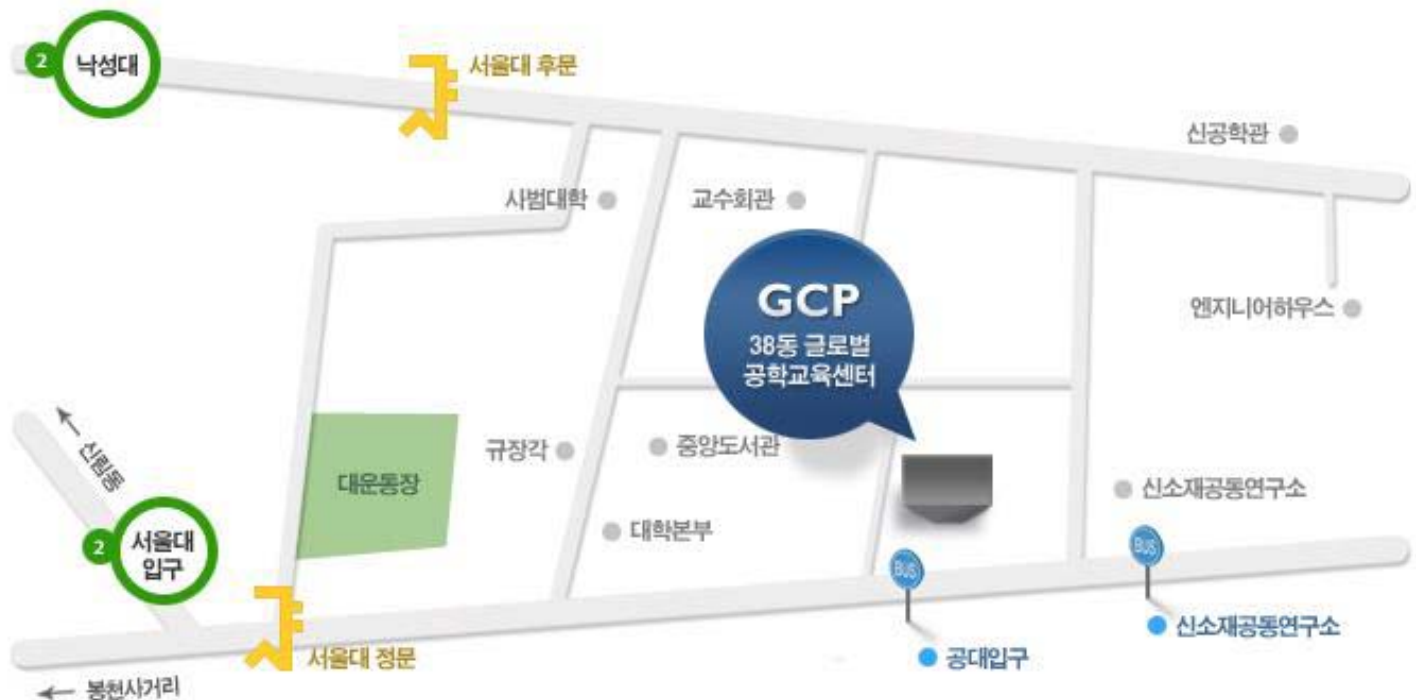 2 낙성대
서울대 후문
신공학관
사범대학
교수회관
GCP
38동 글로벌
공학교육센터
엔지니어하우스
← 신림동
대운동장
규장각
중앙도서관
신소재공동연구소
대학본부
2 서울대
입구
BUS
BUS
서울대 정문
공대입구
신소재공동연구소
← 봉천사거리